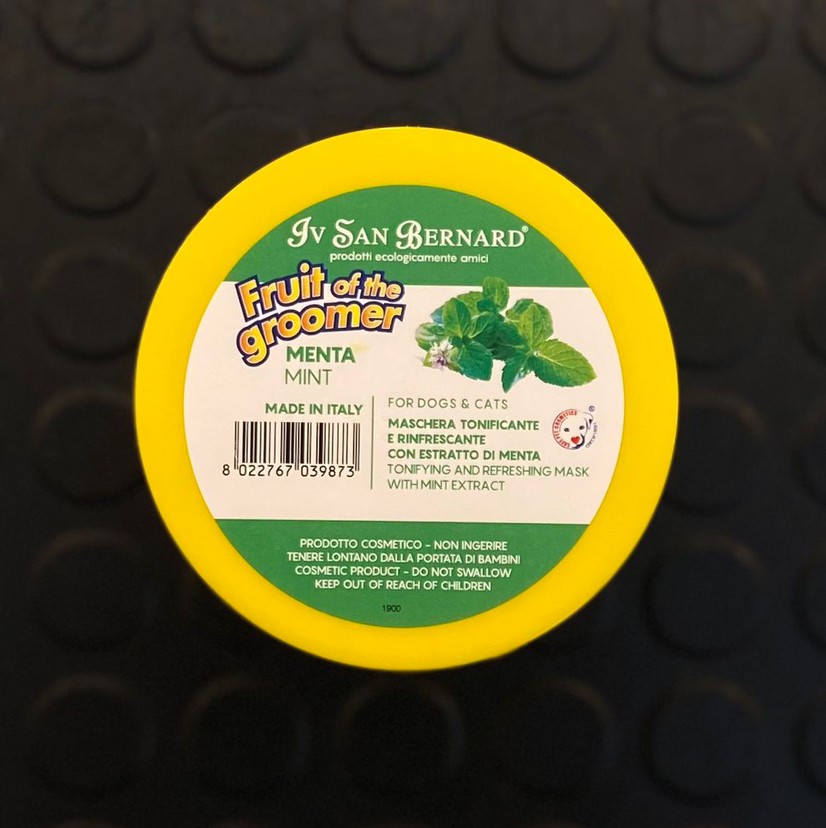 Iv San Bernard®
prodotti ecologicamente amici
Fruit of the
groomer
MENTA
MINT
MADE IN ITALY
8 022767 039873
FOR DOGS & CATS
MASCHERA TONIFICANTE
E RINFRESCANTE
CON ESTRATTO DI MENTA
TONIFYING AND REFRESHING MASK
WITH MINT EXTRACT
PRODOTTO COSMETICO - NON INGERIRE
TENERE LONTANO DALLA PORTATA DI BAMBINI
COSMETIC PRODUCT - DO NOT SWALLOW
KEEP OUT OF REACH OF CHILDREN
1900